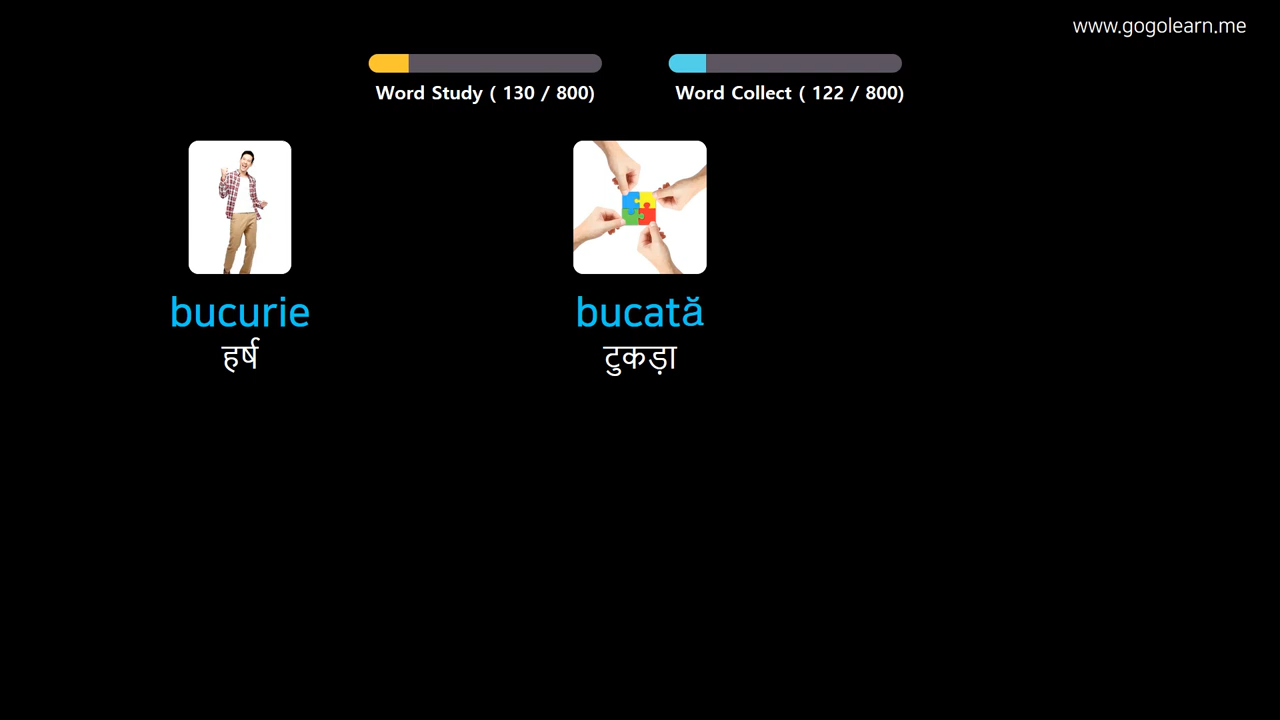 www.gogolearn.me
Word Study ( 130 / 800)
Word Collect ( 122 / 800)
bucurie
हर्ष
bucată
टुकड़ा